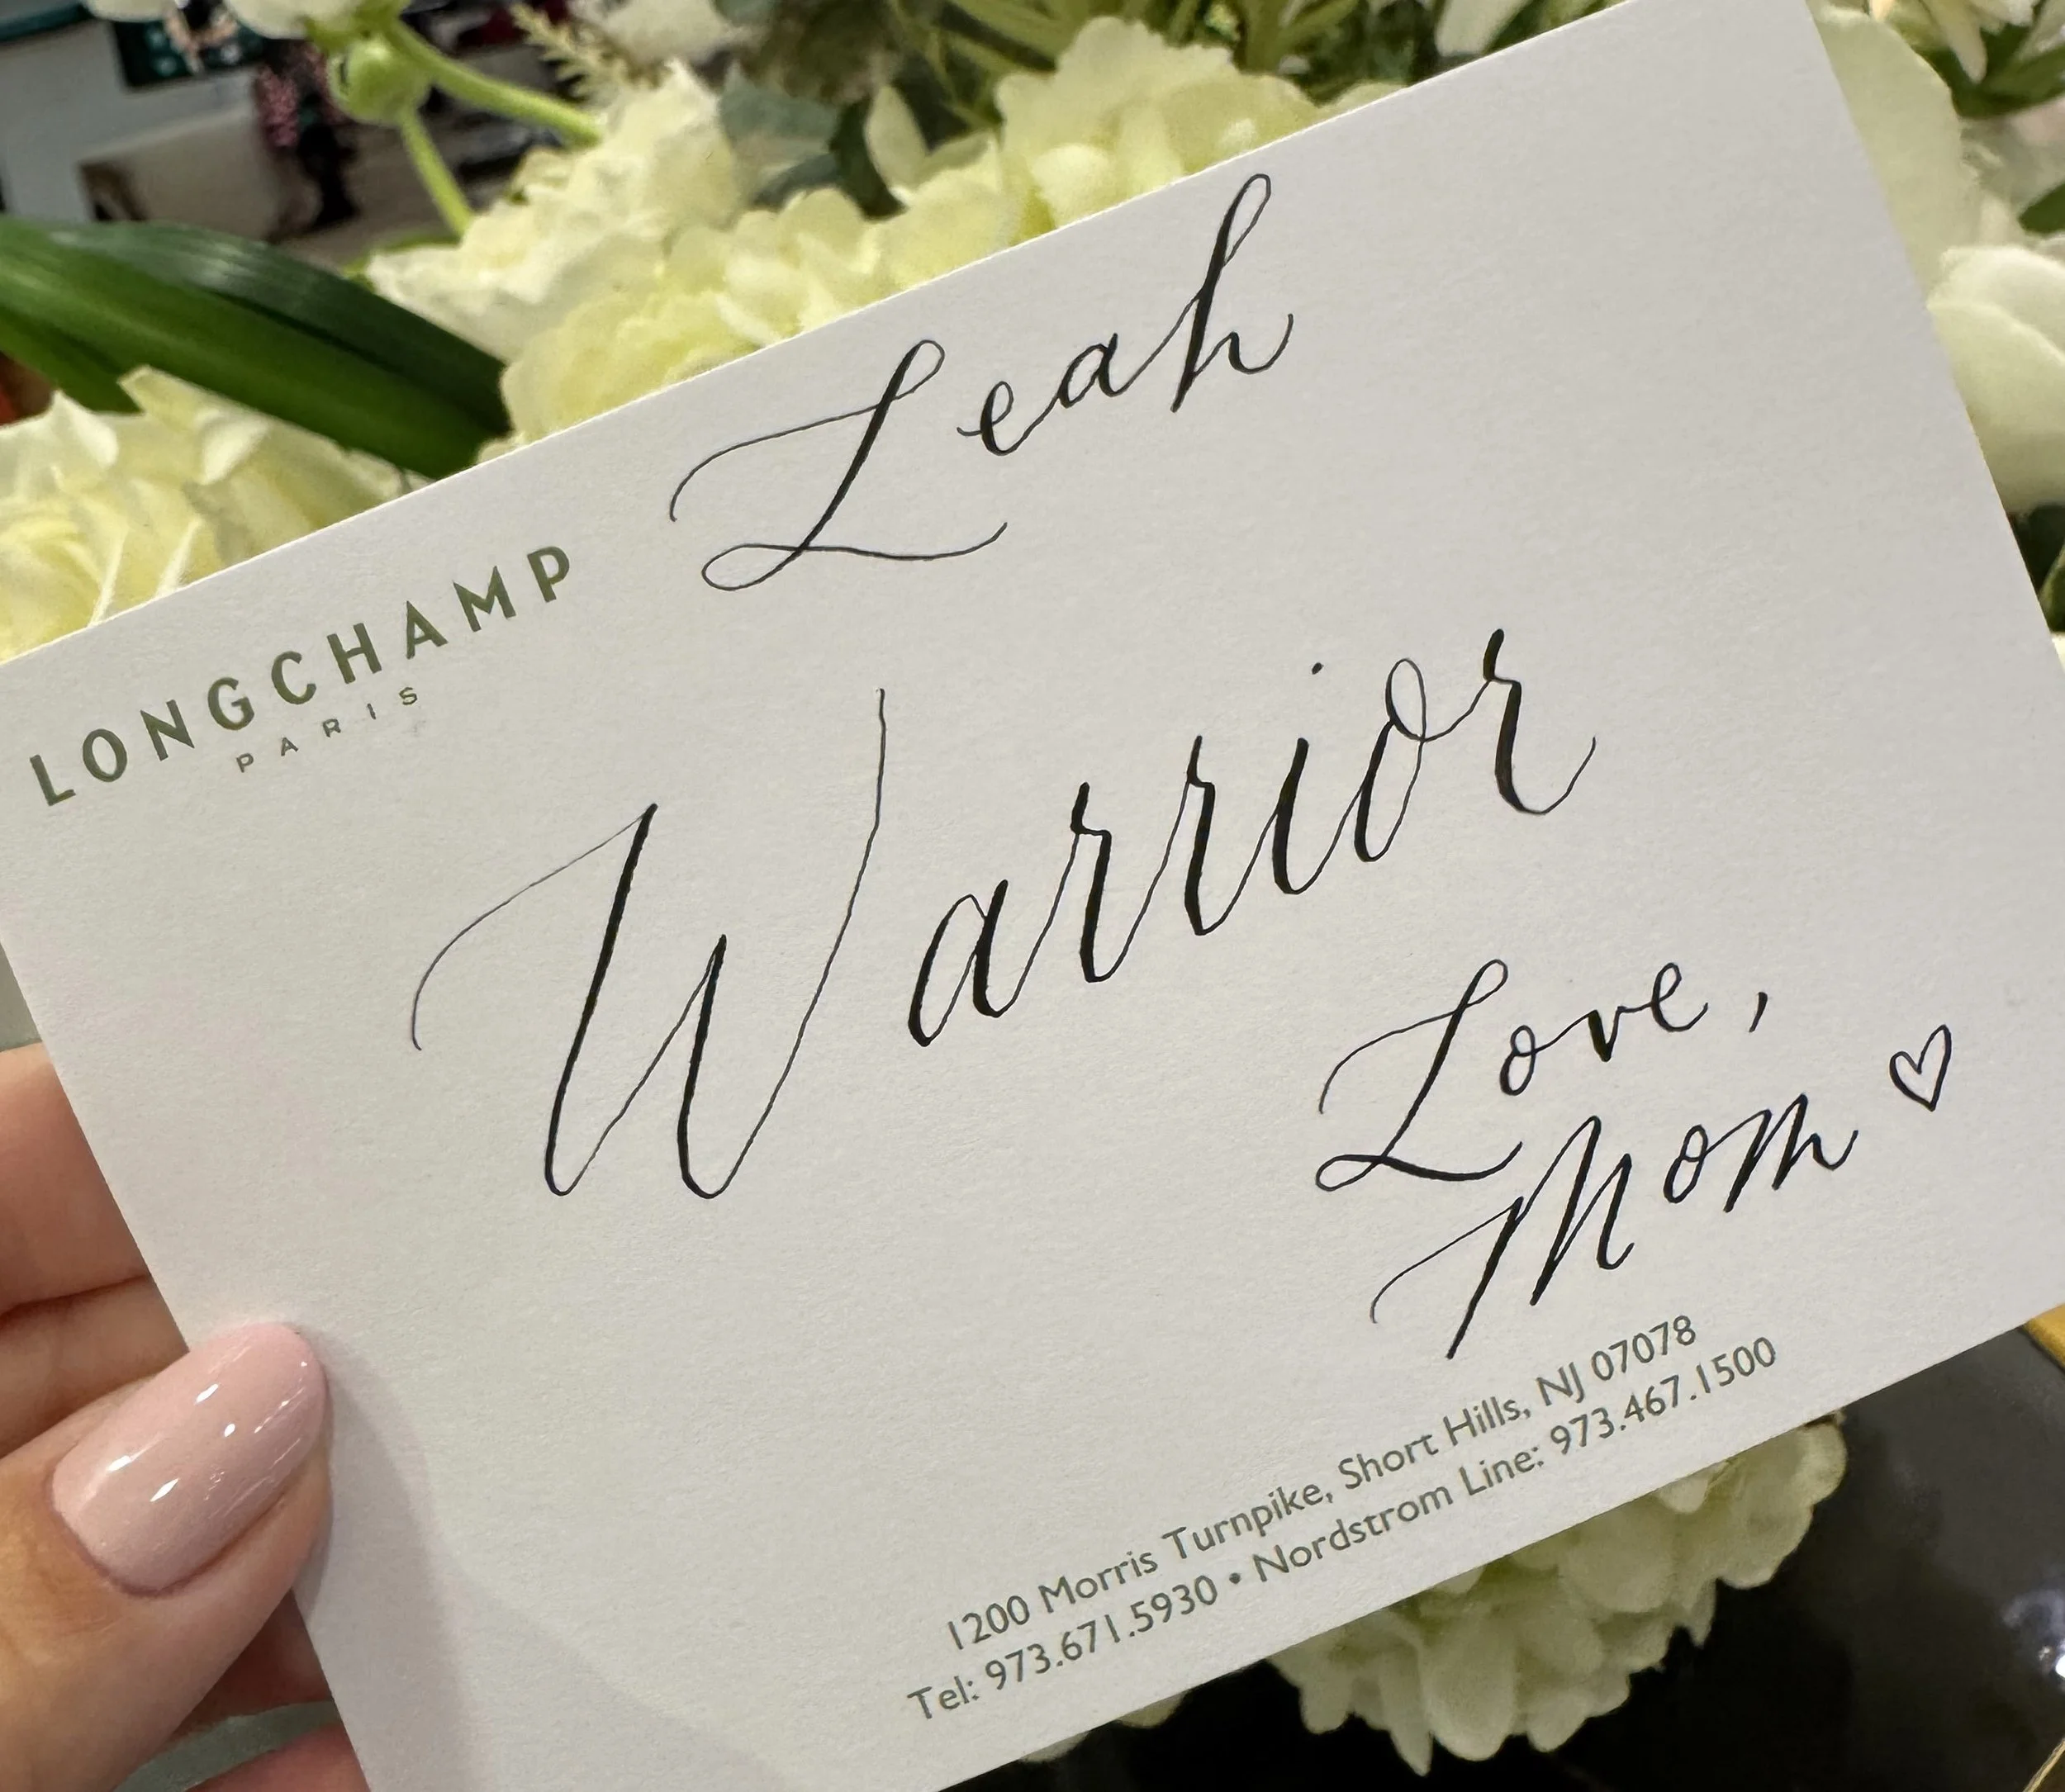 Leah
LONGCHAMP
PARIS
Warrior
Love,
Mom ♡
1200 Morris Turnpike, Short Hills, NJ 07078
Tel: 973.671.5930 • Nordstrom Line: 973.467.1500